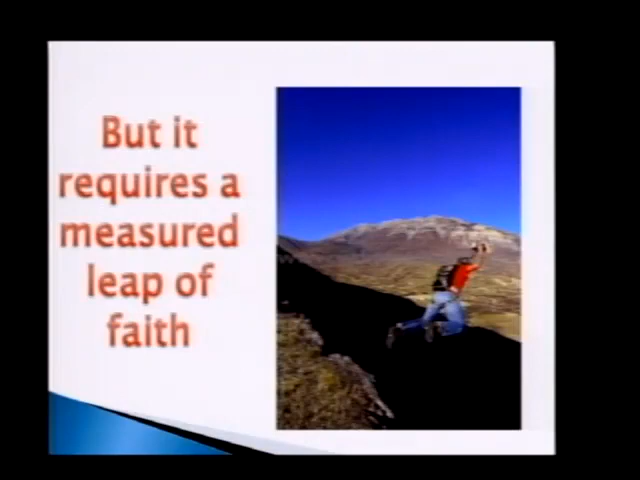 But it
requires a
measured
leap of
faith